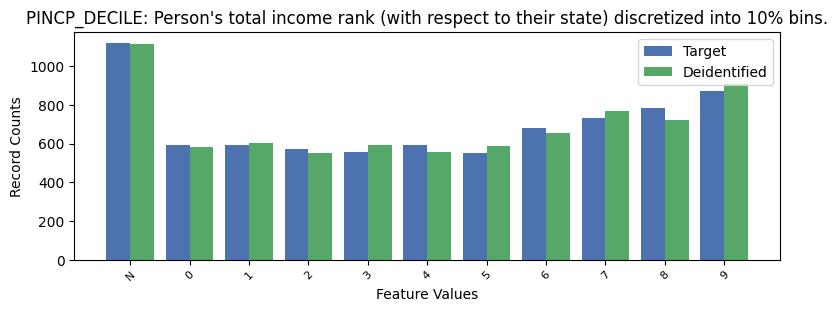 PINCP_DECILE: Person's total income rank (with respect to their state) discretized into 10% bins.
Target
Deidentified
Record Counts
1000
800
600
400
200
0
N 0 1 2 3 4 5 6 7 8 9
Feature Values